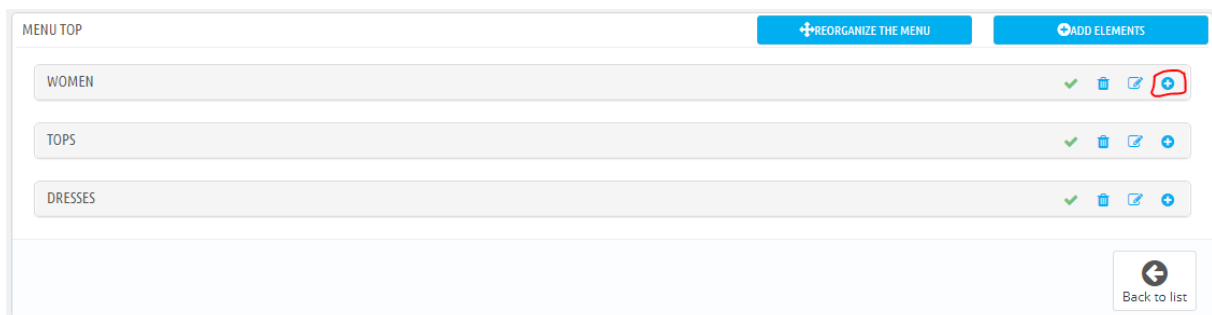 MENU TOP
REORGANIZE THE MENU
ADD ELEMENTS
WOMEN
TOPS
DRESSES
Back to list